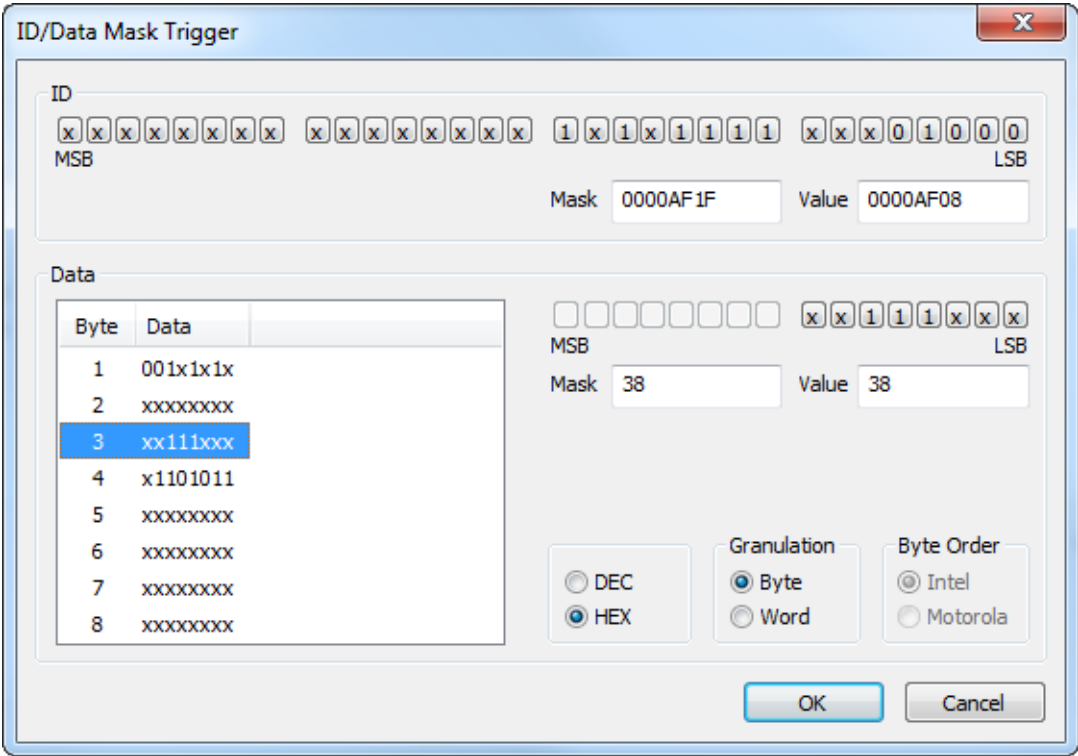 ID/Data Mask Trigger
ID
x x x x x x x x x x x x x x x x 1 x 1 x 1 1 1 1 x x x 0 1 0 0 0
MSB LSB
Mask 0000AF1F Value 0000AF08
Data
Byte Data
1 001x1x1x
2 xxxxxxxx
3 xx111xxx
4 x1101011
5 xxxxxxxx
6 xxxxxxxx
7 xxxxxxxx
8 xxxxxxxx
x x 1 1 1 x x x
MSB LSB
Mask 38 Value 38
DEC
HEX
Granulation
Byte
Word
Byte Order
Intel
Motorola
OK Cancel